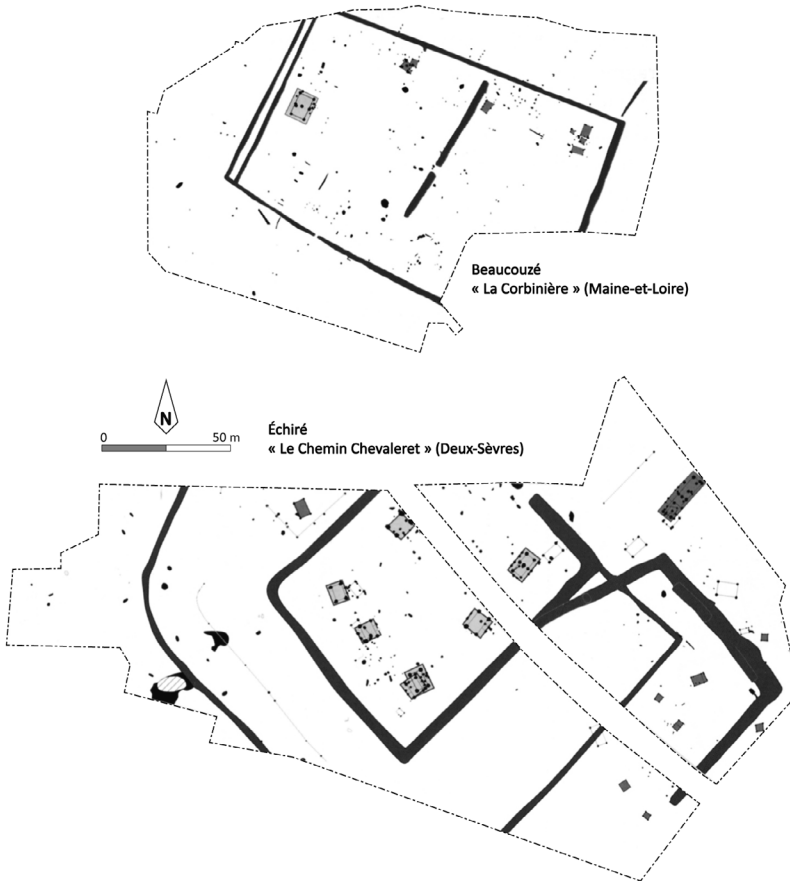 Beaucouzé
« La Corbinière » (Maine-et-Loire)
N
0 50 m
Échiré
« Le Chemin Chevaleret » (Deux-Sèvres)